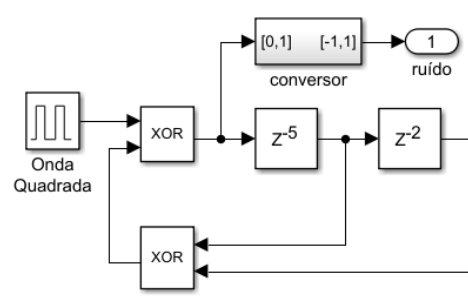 [0,1] [-1,1]
1
conversor
ruído
XOR
Z-5
Z-2
Onda
Quadrada
XOR